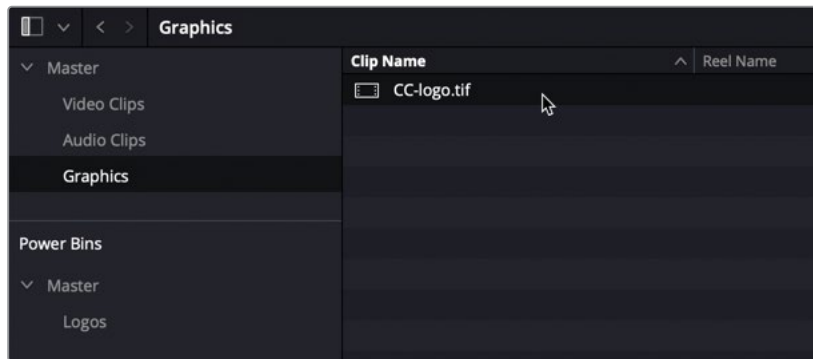 Graphics
Master
Video Clips
Audio Clips
Graphics
Power Bins
Master
Logos
Clip Name Reel Name
CC-logo.tif